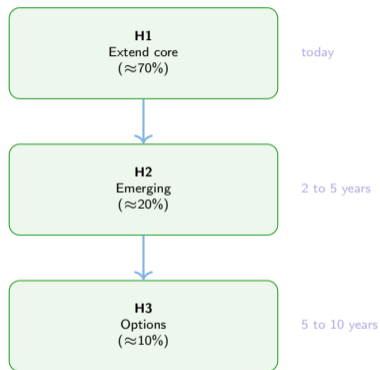 H1
Extend core
(≈70%)
today
H2
Emerging
(≈20%)
2 to 5 years
H3
Options
(≈10%)
5 to 10 years